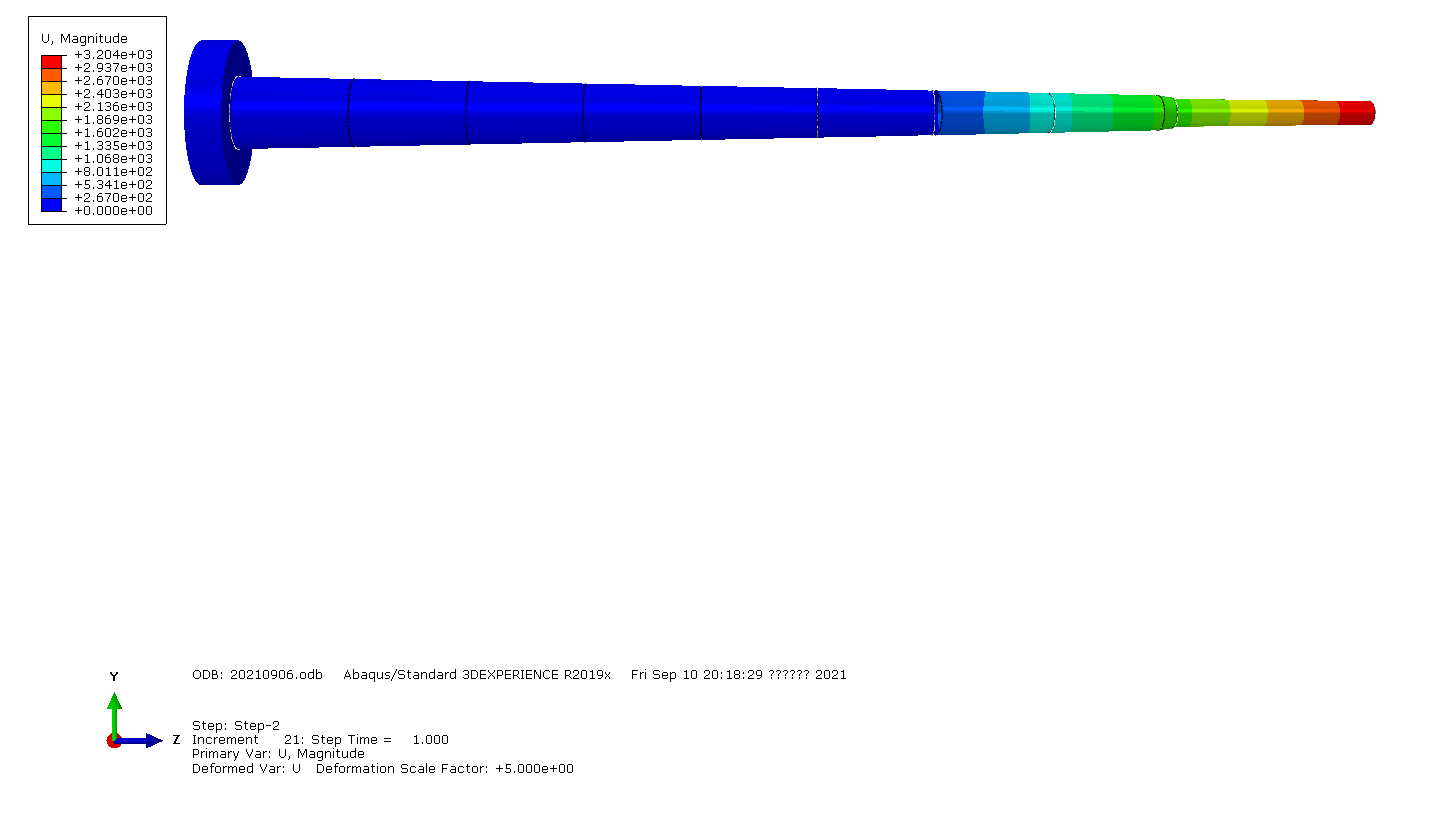 U, Magnitude
+3.204e+03
+2.937e+03
+2.670e+03
+2.403e+03
+2.136e+03
+1.869e+03
+1.602e+03
+1.335e+03
+1.068e+03
+8.011e+02
+5.341e+02
+2.670e+02
+0.000e+00
Y
Z
ODB: 20210906.odb Abaqus/Standard 3DEXPERIENCE R2019x Fri Sep 10 20:18:29 ?????? 2021
Step: Step-2
Increment 21: Step Time = 1.000
Primary Var: U, Magnitude
Deformed Var: U Deformation Scale Factor: +5.000e+00